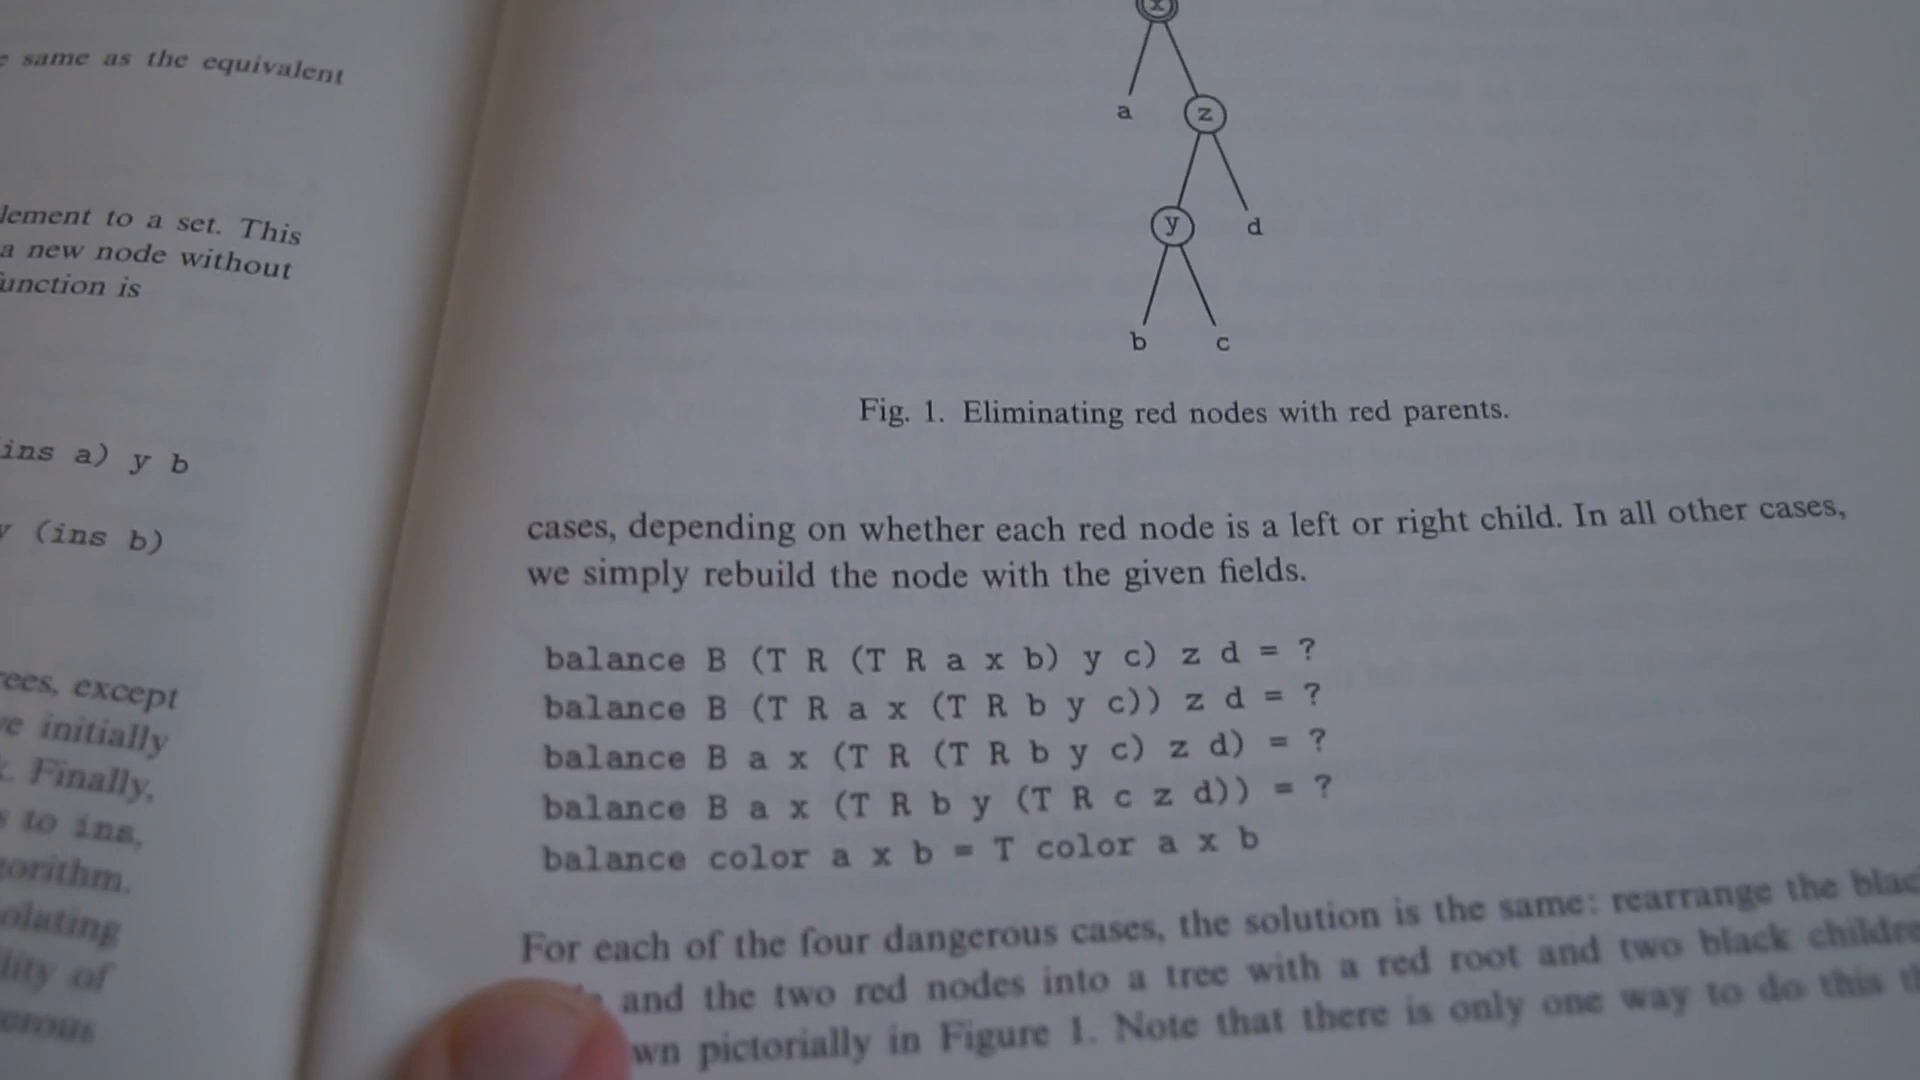 same as the equivalent
element to a set. This
a new node without
function is
ins a) y b
(ins b)
except
initially
Finally,
to ins,
of
x
a
z
y
d
b
c
Fig. 1. Eliminating red nodes with red parents.
cases, depending on whether each red node is a left or right child. In all other cases,
we simply rebuild the node with the given fields.
balance B (T R (T R a x b) y c) z d = ?
balance B (T R a x (T R b y c)) z d = ?
balance B a x (T R (T R b y c) z d) = ?
balance B a x (T R b y (T R c z d)) = ?
balance color a x b = T color a x b
For each of the four dangerous cases, the solution is the same: rearrange the
and the two red nodes into a tree with a red root and two black
pictorially in Figure 1. Note that there is only one way to do this